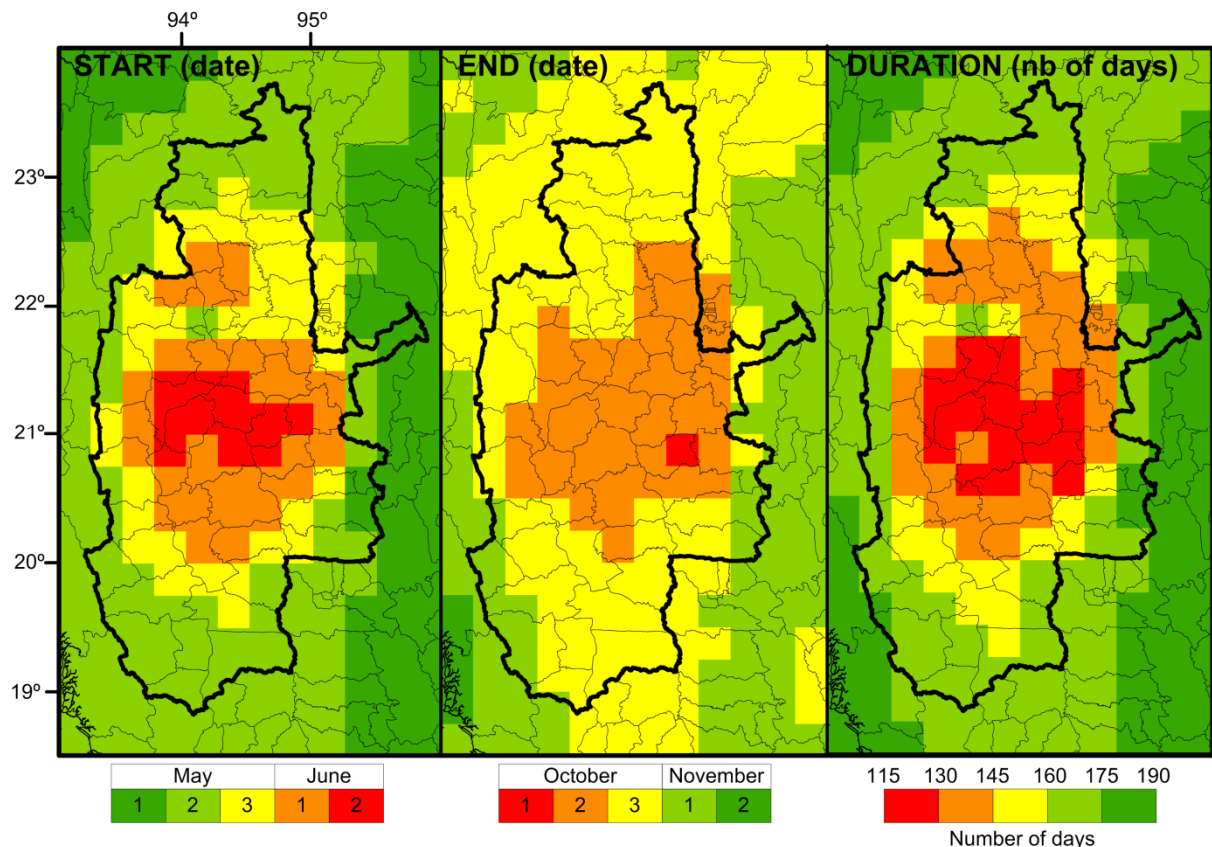 94º 95º
START (date) END (date) DURATION (nb of days)
23º
22º
21º
20º
19º
May June
1 2 3 1 2
October November
1 2 3 1 2
115 130 145 160 175 190
Number of days